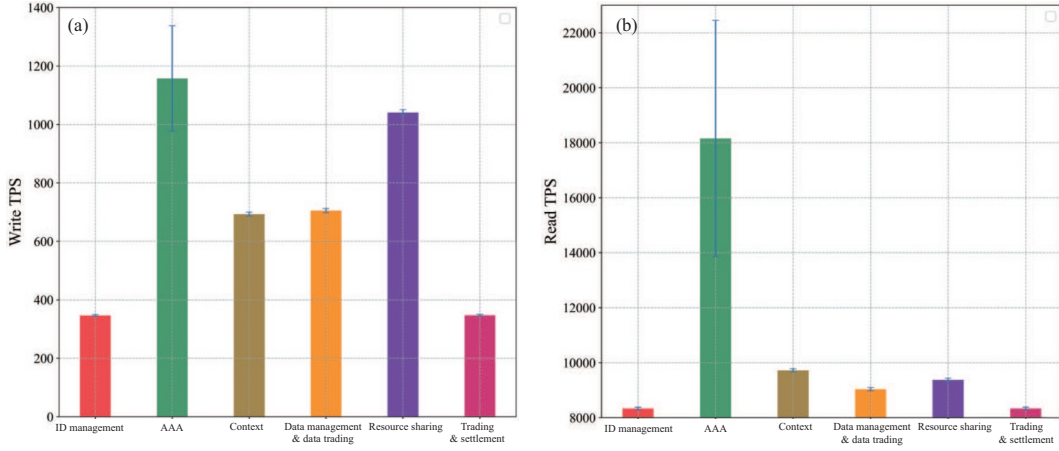 (a)
Write TPS
1400
1200
1000
800
600
400
200
0
ID management
AAA
Context
Data management
& data trading
Resource sharing
Trading
& settlement
(b)
Read TPS
22000
20000
18000
16000
14000
12000
10000
8000
ID management
AAA
Context
Data management
& data trading
Resource sharing
Trading
& settlement